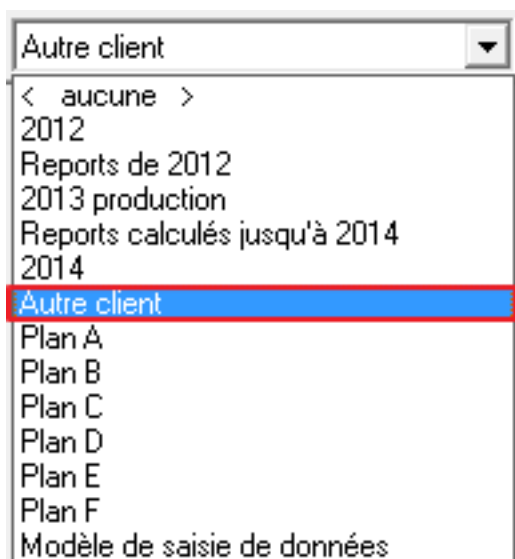 Autre client
< aucune >
2012
Reports de 2012
2013 production
Reports calculés jusqu'à 2014
2014
Autre client
Plan A
Plan B
Plan C
Plan D
Plan E
Plan F
Modèle de saisie de données